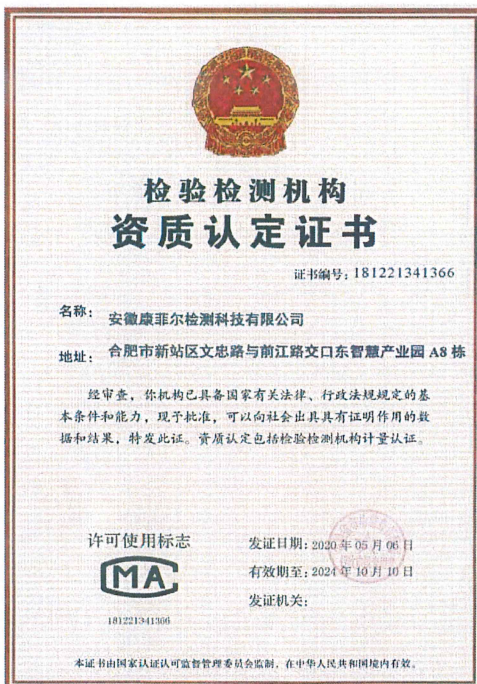 检验检测机构
资质认定证书
证书编号：181221341366
名称： 安徽康菲尔检测科技有限公司
地址： 合肥市新站区文忠路与前江路交口东智慧产业园 A8 栋
经审查，你机构已具备国家有关法律、行政法规规定的基
本条件和能力，现予批准，可以向社会出具具有证明作用的数
据和结果，特发此证。资质认定包括检验检测机构计量认证。
许可使用标志
MA
181221341366
发证日期：2020 年 05 月 06 日
有效期至：2024 年 10 月 10 日
发证机关：
本证书由国家认证认可监督管理委员会监制，在中华人民共和国境内有效。